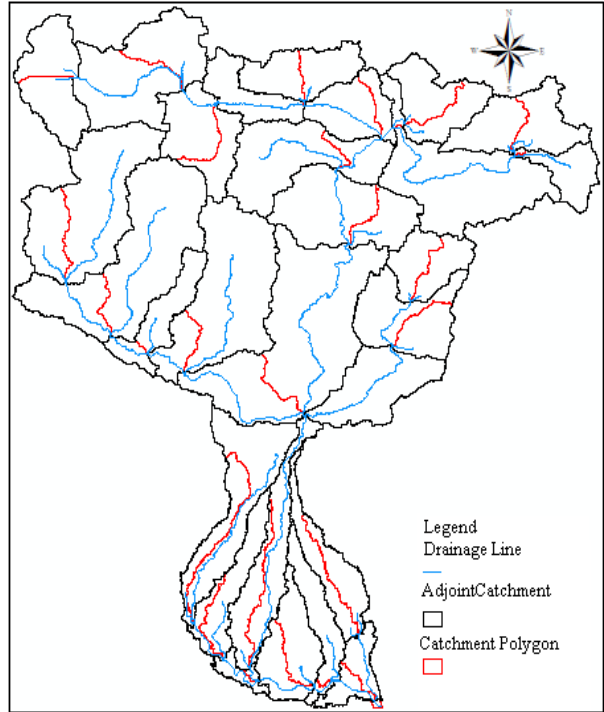 N
W E
S
Legend
Drainage Line
AdjointCatchment
Catchment Polygon